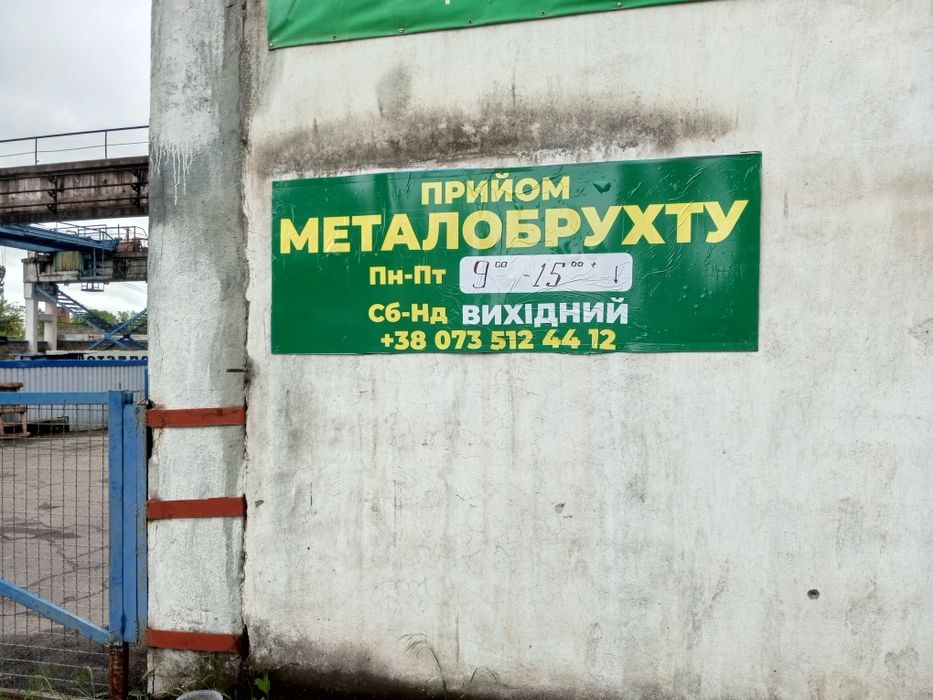 ПРИЙОМ
МЕТАЛОБРУХТУ
Пн-Пт 9⁰⁰-15⁰⁰
Сб-Нд ВИХІДНИЙ
+38 073 512 44 12